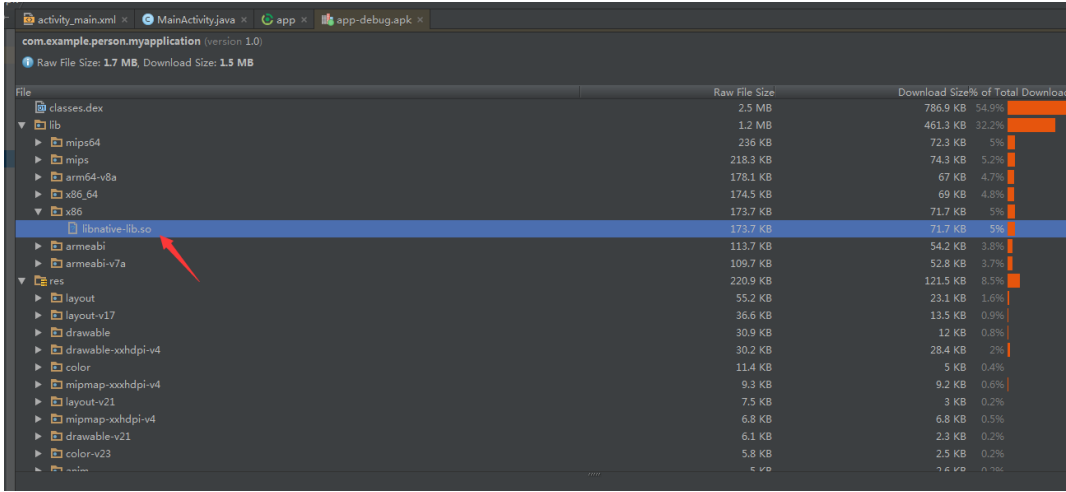 activity_main.xml × MainActivity.java × app × app-debug.apk ×
com.example.person.myapplication (version 1.0)
Raw File Size: 1.7 MB, Download Size: 1.5 MB
File Raw File Size Download Size % of Total Download
classes.dex 2.5 MB 786.9 KB 54.9%
lib 1.2 MB 461.3 KB 32.2%
mips64 236 KB 72.3 KB 5%
mips 218.3 KB 74.3 KB 5.2%
arm64-v8a 178.1 KB 67 KB 4.7%
x86_64 174.5 KB 69 KB 4.8%
x86 173.7 KB 71.7 KB 5%
libnative-lib.so 173.7 KB 71.7 KB 5%
armeabi 113.7 KB 54.2 KB 3.8%
armeabi-v7a 109.7 KB 52.8 KB 3.7%
res 220.9 KB 121.5 KB 8.5%
layout 55.2 KB 23.1 KB 1.6%
layout-v17 36.6 KB 13.5 KB 0.9%
drawable 30.9 KB 12 KB 0.8%
drawable-xxhdpi-v4 30.2 KB 28.4 KB 2%
color 11.4 KB 5 KB 0.4%
mipmap-xxxhdpi-v4 9.3 KB 9.2 KB 0.6%
layout-v21 7.5 KB 3 KB 0.2%
mipmap-xxhdpi-v4 6.8 KB 6.8 KB 0.5%
drawable-v21 6.1 KB 2.3 KB 0.2%
color-v23 5.8 KB 2.5 KB 0.2%
anim 5 KB 2.6 KB 0.2%